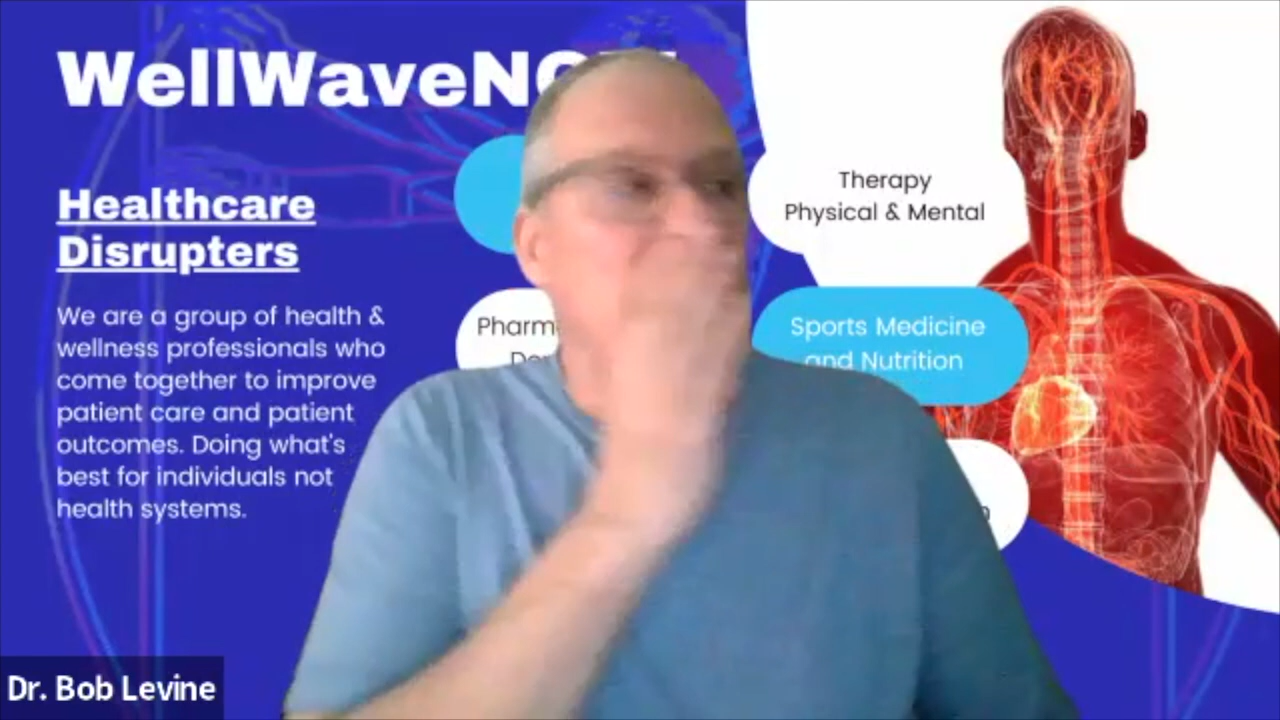 WellWaveNOW
Healthcare
Disrupters
We are a group of health &
wellness professionals who
come together to improve
patient care and patient
outcomes. Doing what's
best for individuals not
health systems.
Therapy
Physical & Mental
Sports Medicine
and Nutrition
Dr. Bob Levine